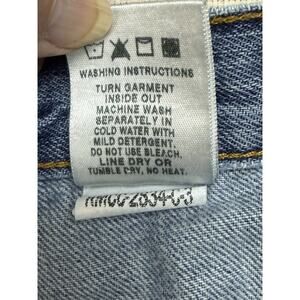 WASHING INSTRUCTIONS
TURN GARMENT
INSIDE OUT
MACHINE WASH
SEPARATELY IN
COLD WATER WITH
MILD DETERGENT.
DO NOT USE BLEACH.
LINE DRY OR
TUMBLE DRY, NO HEAT.